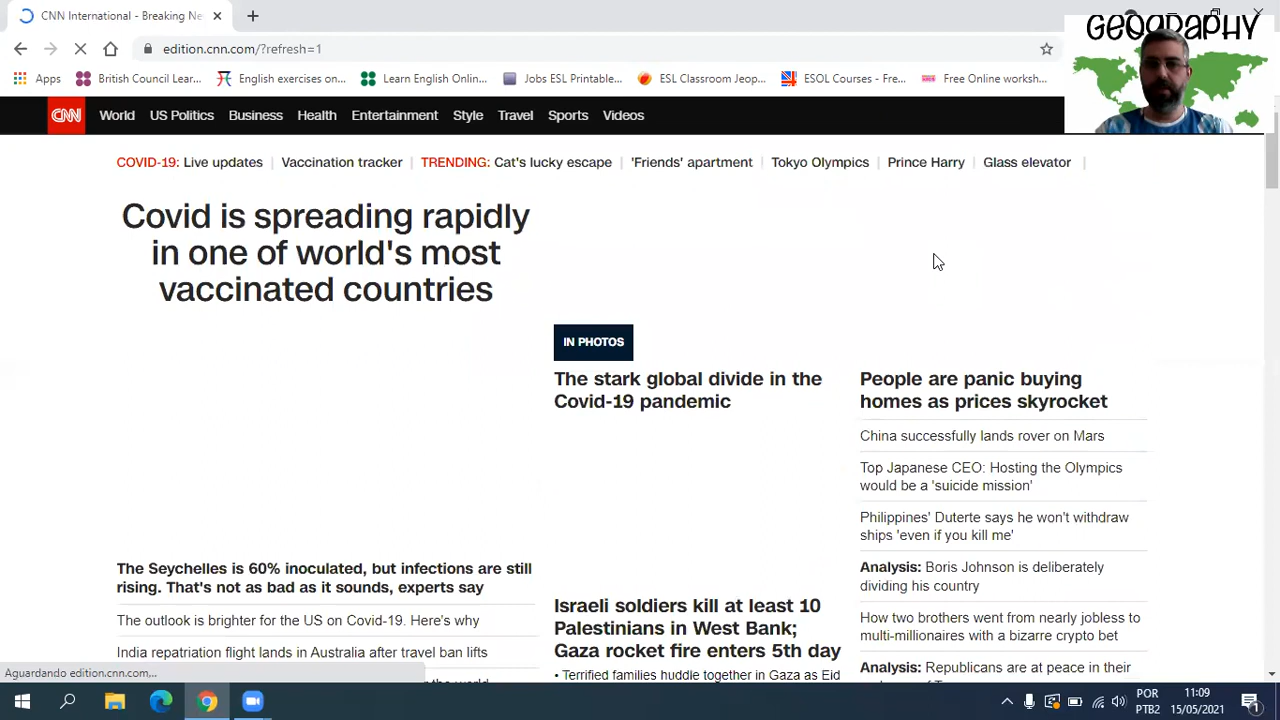 CNN International - Breaking Ne
GEOGRAPHY
edition.cnn.com/?refresh=1
Apps
British Council Lear...
English exercises on...
Learn English Onlin...
Jobs ESL Printable...
ESL Classroom Jeop...
ESOL Courses - Fre...
Free Online worksh...
CNN World US Politics Business Health Entertainment Style Travel Sports Videos
COVID-19: Live updates Vaccination tracker TRENDING: Cat's lucky escape 'Friends' apartment Tokyo Olympics Prince Harry Glass elevator
Covid is spreading rapidly
in one of world's most
vaccinated countries
The Seychelles is 60% inoculated, but infections are still
rising. That's not as bad as it sounds, experts say
The outlook is brighter for the US on Covid-19. Here's why
India repatriation flight lands in Australia after travel ban lifts
IN PHOTOS
The stark global divide in the
Covid-19 pandemic
Israeli soldiers kill at least 10
Palestinians in West Bank;
Gaza rocket fire enters 5th day
• Terrified families huddle together in Gaza as Eid
People are panic buying
homes as prices skyrocket
China successfully lands rover on Mars
Top Japanese CEO: Hosting the Olympics
would be a 'suicide mission'
Philippines' Duterte says he won't withdraw
ships 'even if you kill me'
Analysis: Boris Johnson is deliberately
dividing his country
How two brothers went from nearly jobless to
multi-millionaires with a bizarre crypto bet
Analysis: Republicans are at peace in their
Aguardando edition.cnn.com,...
POR
PTB2
11:09
15/05/2021
1